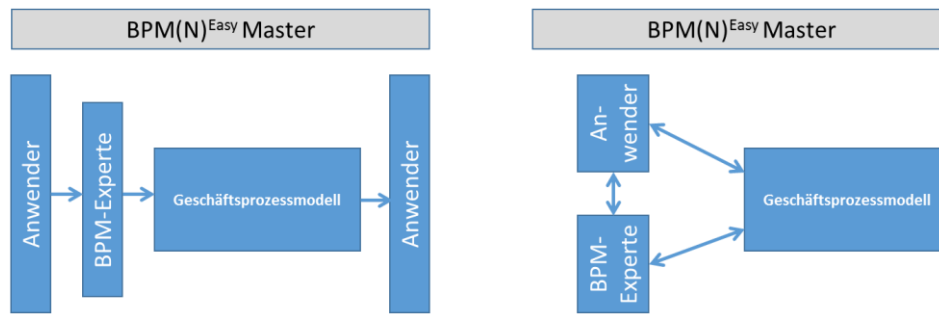 BPM(N)Easy Master
Anwender
BPM-Experte
Geschäftsprozessmodell
Anwender
BPM(N)Easy Master
An-
wender
BPM-
Experte
Geschäftsprozessmodell